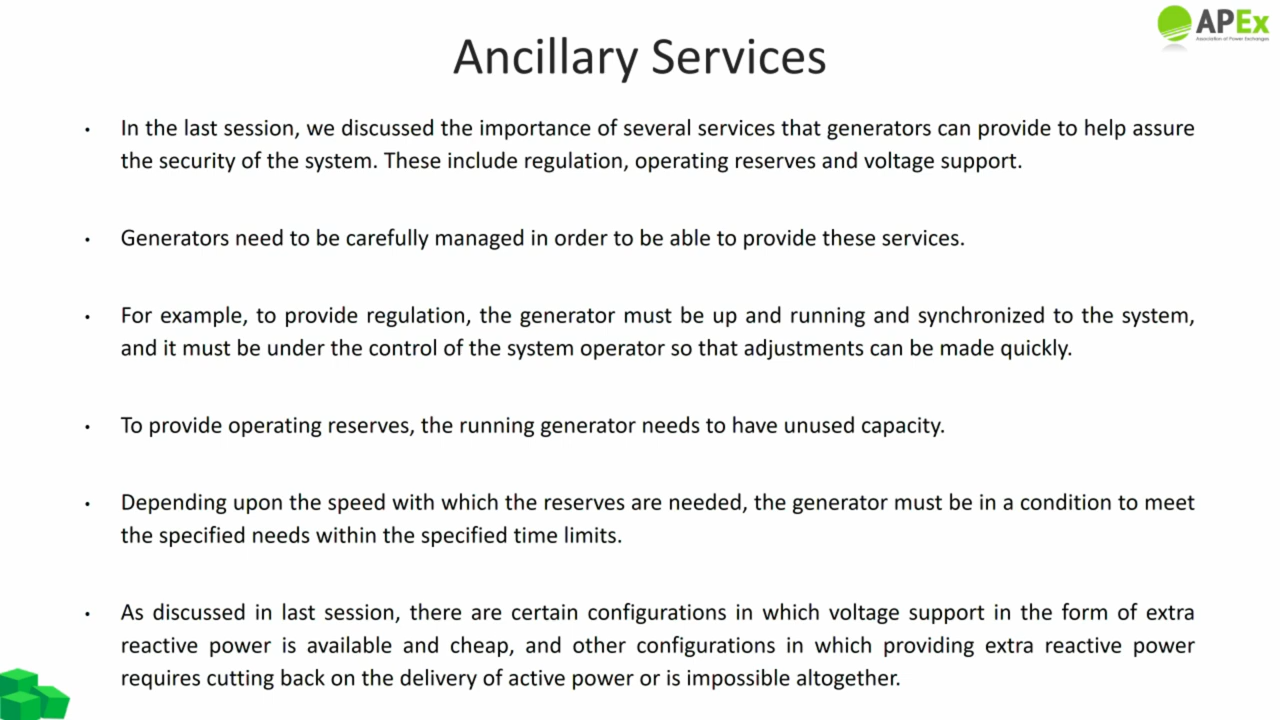 APEx
Association of Power Exchanges
Ancillary Services
• In the last session, we discussed the importance of several services that generators can provide to help assure
the security of the system. These include regulation, operating reserves and voltage support.
• Generators need to be carefully managed in order to be able to provide these services.
• For example, to provide regulation, the generator must be up and running and synchronized to the system,
and it must be under the control of the system operator so that adjustments can be made quickly.
• To provide operating reserves, the running generator needs to have unused capacity.
• Depending upon the speed with which the reserves are needed, the generator must be in a condition to meet
the specified needs within the specified time limits.
• As discussed in last session, there are certain configurations in which voltage support in the form of extra
reactive power is available and cheap, and other configurations in which providing extra reactive power
requires cutting back on the delivery of active power or is impossible altogether.